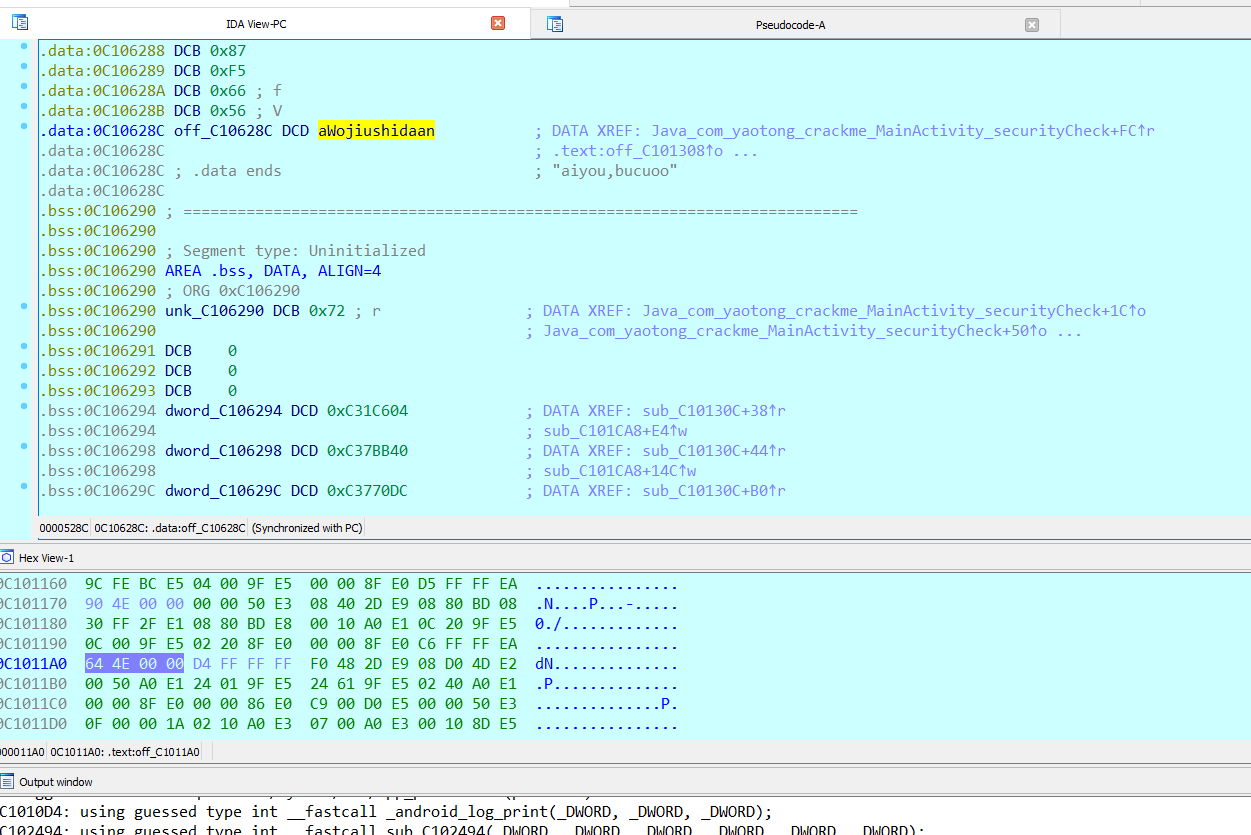 IDA View-PC
Pseudocode-A
.data:0C106288 DCB 0x87
.data:0C106289 DCB 0xF5
.data:0C10628A DCB 0x66 ; f
.data:0C10628B DCB 0x56 ; V
.data:0C10628C off_C10628C DCD aWojiushidaan ; DATA XREF: Java_com_yaotong_crackme_MainActivity_securityCheck+FC↑r
.data:0C10628C ; .text:off_C101308↑o ...
.data:0C10628C ; .data ends ; "aiyou,bucuoo"
.data:0C10628C
.bss:0C106290 ; ===========================================================================
.bss:0C106290
.bss:0C106290 ; Segment type: Uninitialized
.bss:0C106290 AREA .bss, DATA, ALIGN=4
.bss:0C106290 ; ORG 0xC106290
.bss:0C106290 unk_C106290 DCB 0x72 ; r ; DATA XREF: Java_com_yaotong_crackme_MainActivity_securityCheck+1C↑o
.bss:0C106290 ; Java_com_yaotong_crackme_MainActivity_securityCheck+50↑o ...
.bss:0C106291 DCB 0
.bss:0C106292 DCB 0
.bss:0C106293 DCB 0
.bss:0C106294 dword_C106294 DCD 0xC31C604 ; DATA XREF: sub_C10130C+38↑r
.bss:0C106294 ; sub_C101CA8+E4↑w
.bss:0C106298 dword_C106298 DCD 0xC37BB40 ; DATA XREF: sub_C10130C+44↑r
.bss:0C106298 ; sub_C101CA8+14C↑w
.bss:0C10629C dword_C10629C DCD 0xC3770DC ; DATA XREF: sub_C10130C+B0↑r
0000528C 0C10628C: .data:off_C10628C (Synchronized with PC)
Hex View-1
0C101160 9C FE BC E5 04 00 9F E5 00 00 8F E0 D5 FF FF EA ................
0C101170 90 4E 00 00 00 00 50 E3 08 40 2D E9 08 80 BD 08 .N....P...-.....
0C101180 30 FF 2F E1 08 80 BD E8 00 10 A0 E1 0C 20 9F E5 0./.............
0C101190 0C 00 9F E5 02 20 8F E0 00 00 8F E0 C6 FF FF EA ................
0C1011A0 64 4E 00 00 D4 FF FF FF F0 48 2D E9 08 D0 4D E2 dN..............
0C1011B0 00 50 A0 E1 24 01 9F E5 24 61 9F E5 02 40 A0 E1 .P..............
0C1011C0 00 00 8F E0 00 00 86 E0 C9 00 D0 E5 00 00 50 E3 ..............P.
0C1011D0 0F 00 00 1A 02 10 A0 E3 07 00 A0 E3 00 10 8D E5 ................
000011A0 0C1011A0: .text:off_C1011A0
Output window
C1010D4: using guessed type int __fastcall _android_log_print(_DWORD, _DWORD, _DWORD);
C102494: using guessed type int __fastcall sub_C102494(_DWORD, _DWORD, _DWORD, _DWORD, _DWORD, _DWORD);